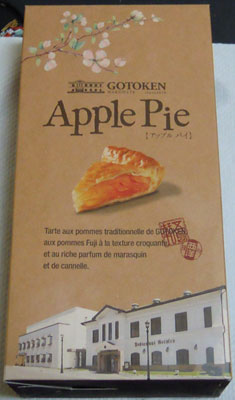 GOTOKEN
HAKODATE
Apple Pie
【アップル パイ】
Tarte aux pommes traditionnelle de GOTOKEN
aux pommes Fuji à la texture croquante
et au riche parfum de marasquin
et de cannelle.